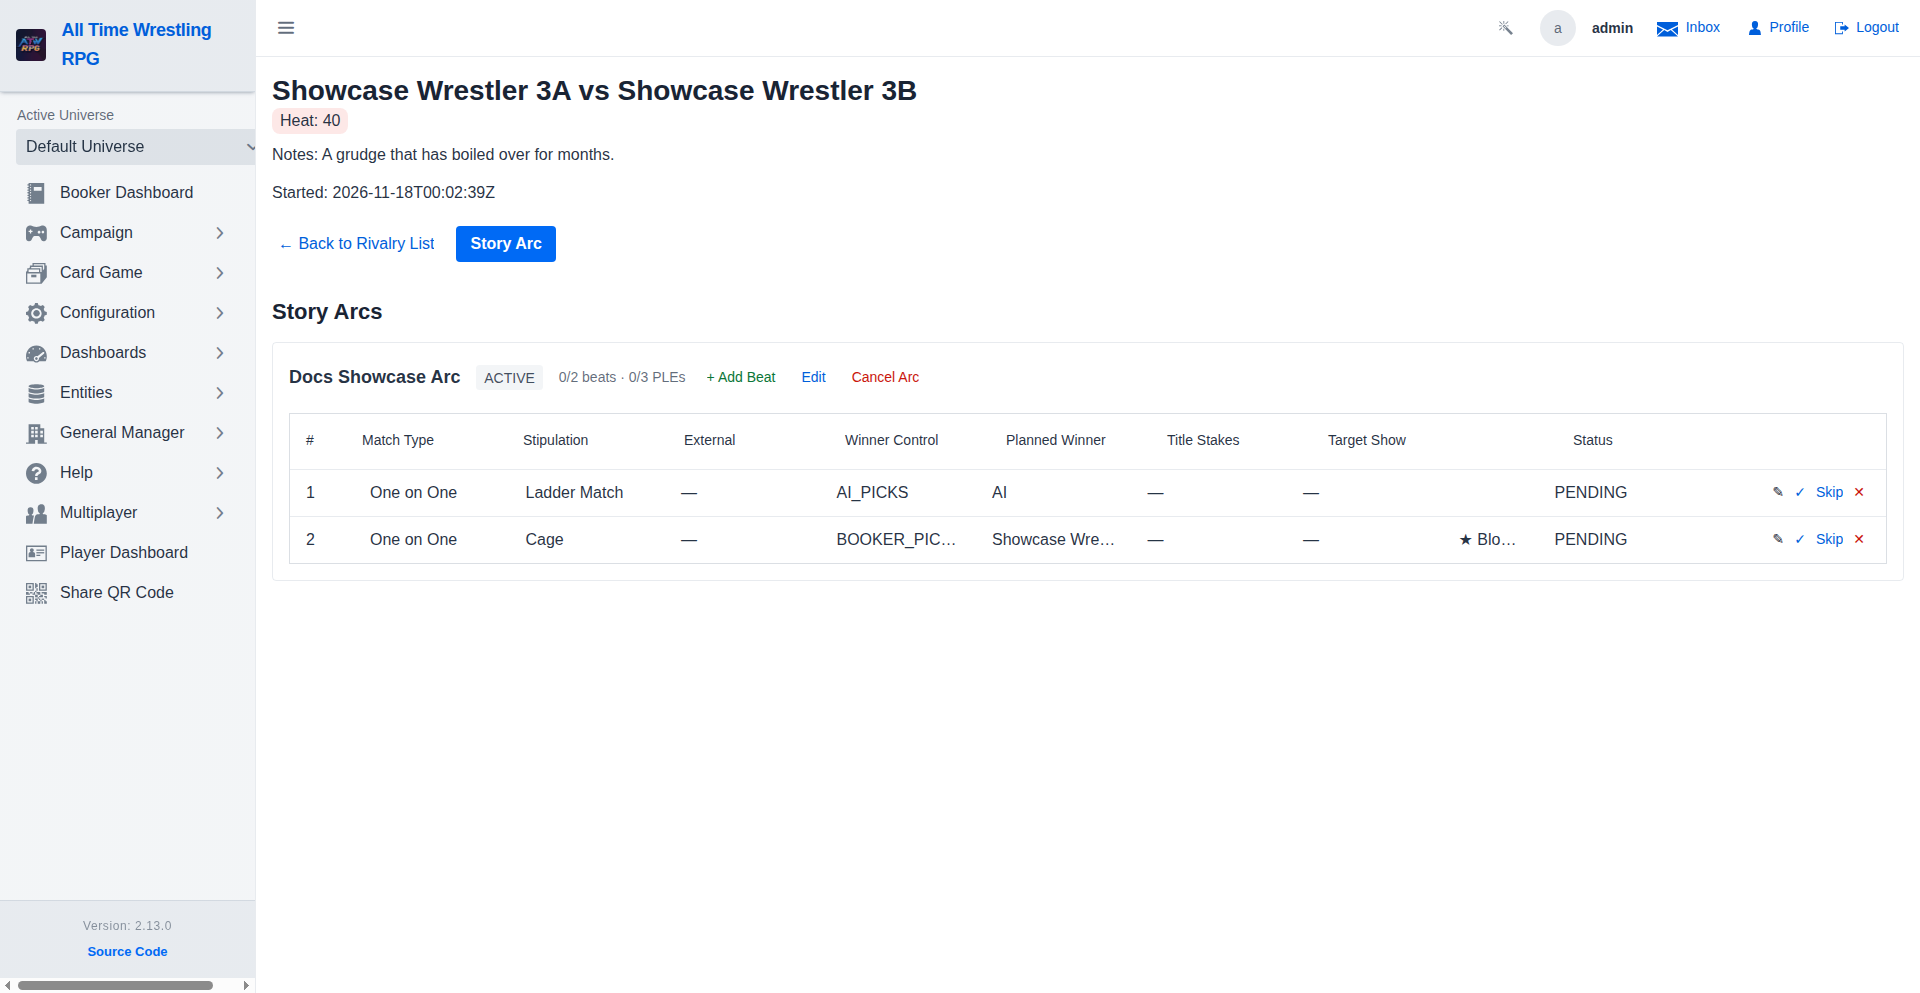 All Time Wrestling
RPG
a
admin
Inbox
Profile
Logout
Active Universe
Default Universe
Booker Dashboard
Campaign
Card Game
Configuration
Dashboards
Entities
General Manager
Help
Multiplayer
Player Dashboard
Share QR Code
Version: 2.13.0
Source Code
Showcase Wrestler 3A vs Showcase Wrestler 3B
Heat: 40
Notes: A grudge that has boiled over for months.
Started: 2026-11-18T00:02:39Z
← Back to Rivalry List
Story Arc
Story Arcs
Docs Showcase Arc ACTIVE 0/2 beats · 0/3 PLEs + Add Beat Edit Cancel Arc
# Match Type Stipulation External Winner Control Planned Winner Title Stakes Target Show Status
1 One on One Ladder Match — AI_PICKS AI — — PENDING ✎ ✓ Skip ✕
2 One on One Cage — BOOKER_PIC… Showcase Wre… — — ★ Blo… PENDING ✎ ✓ Skip ✕